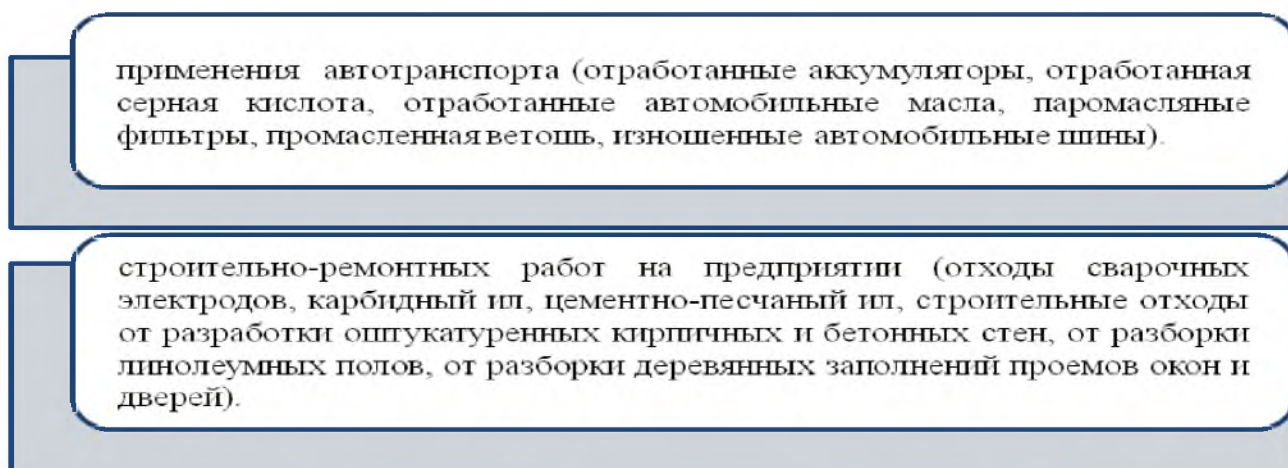 применения автотранспорта (отработанные аккумуляторы, отработанная
серная кислота, отработанные автомобильные масла, паромасляные
фильтры, промасленная ветошь, изношенные автомобильные шины).
строительно-ремонтных работ на предприятии (отходы сварочных
электродов, карбидный ил, цементно-песчаный ил, строительные отходы
от разработки оштукатуренных кирпичных и бетонных стен, от разборки
линолеумных полов, от разборки деревянных заполнений проемов окон и
дверей).